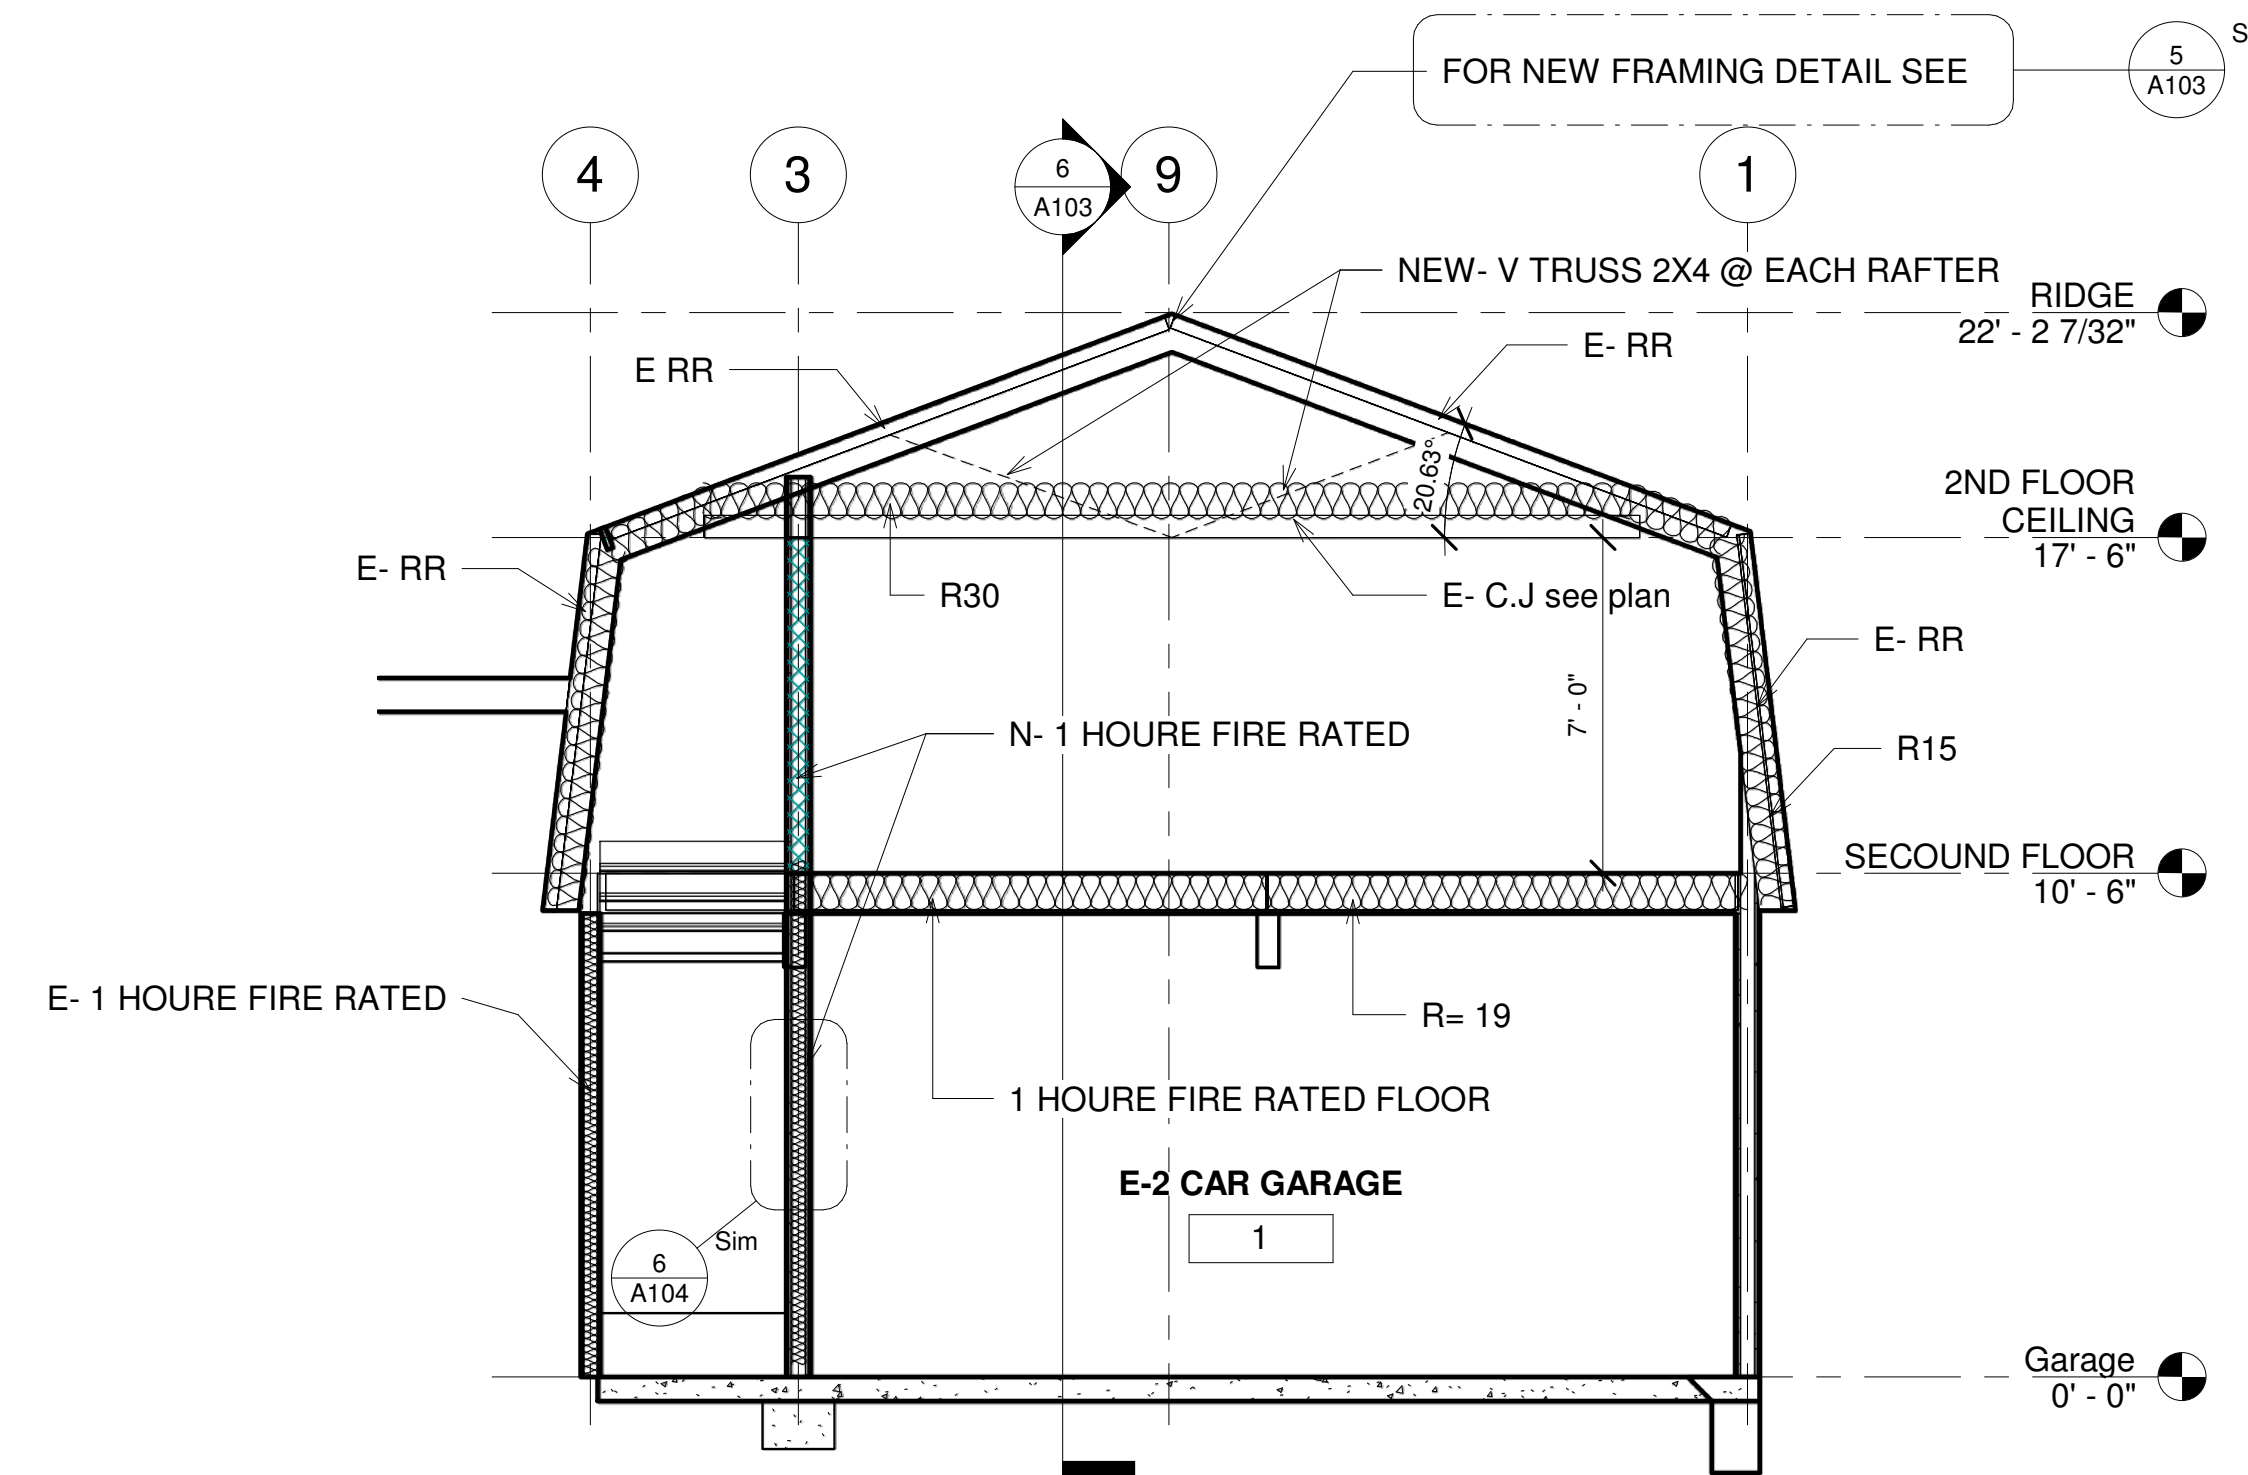 S
FOR NEW FRAMING DETAIL SEE
5
A103
4
3
6
A103
9
1
NEW- V TRUSS 2X4 @ EACH RAFTER
RIDGE
22' - 2 7/32"
E RR
E- RR
20.63°
2ND FLOOR
CEILING
17' - 6"
E- RR
R30
E- C.J see plan
E- RR
7' - 0"
N- 1 HOURE FIRE RATED
R15
SECOUND FLOOR
10' - 6"
E- 1 HOURE FIRE RATED
R= 19
1 HOURE FIRE RATED FLOOR
E-2 CAR GARAGE
1
Sim
6
A104
Garage
0' - 0"